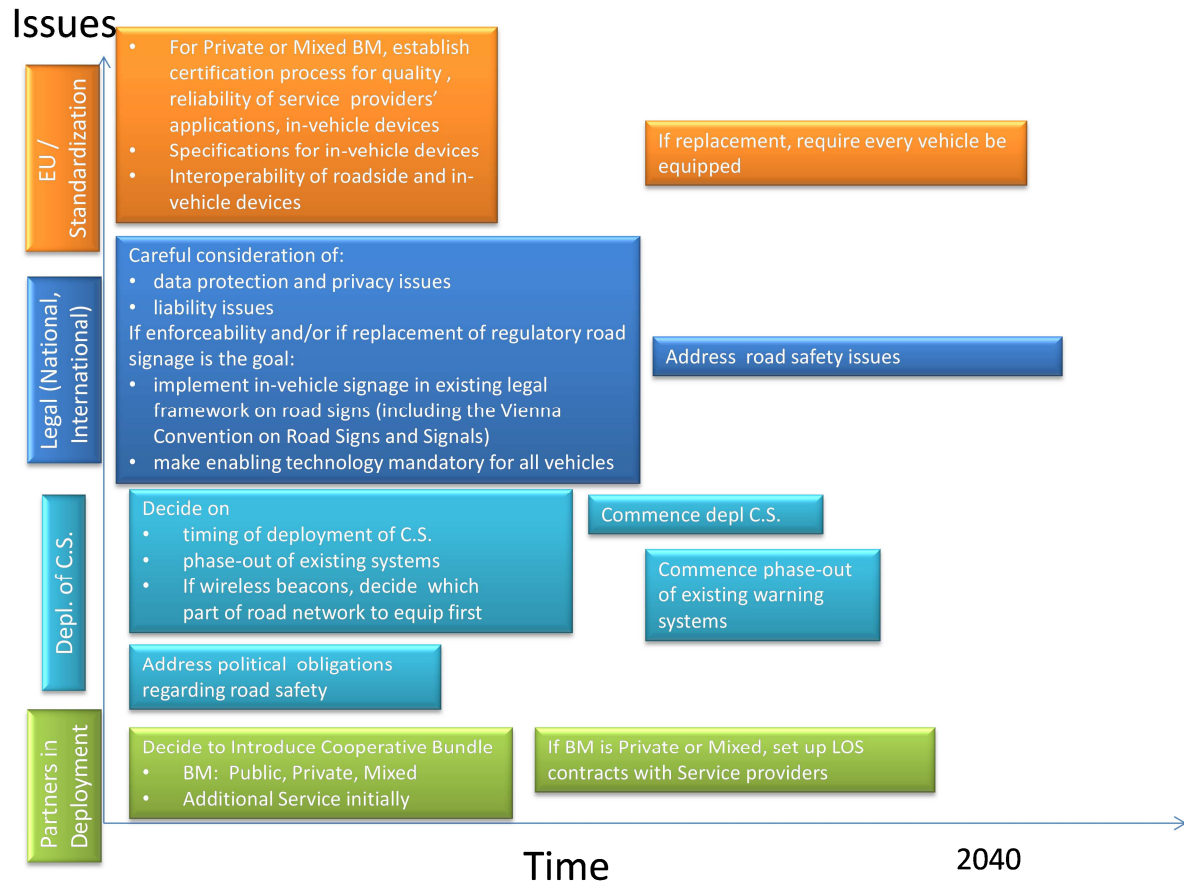 Issues
EU /
Standardization
• For Private or Mixed BM, establish
certification process for quality ,
reliability of service providers’
applications, in-vehicle devices
• Specifications for in-vehicle devices
• Interoperability of roadside and in-
vehicle devices
If replacement, require every vehicle be
equipped
Legal (National,
International)
Careful consideration of:
• data protection and privacy issues
• liability issues
If enforceability and/or if replacement of regulatory road
signage is the goal:
• implement in-vehicle signage in existing legal
framework on road signs (including the Vienna
Convention on Road Signs and Signals)
• make enabling technology mandatory for all vehicles
Address road safety issues
Depl. of C.S.
Decide on
• timing of deployment of C.S.
• phase-out of existing systems
• If wireless beacons, decide which
part of road network to equip first
Commence depl C.S.
Commence phase-out
of existing warning
systems
Address political obligations
regarding road safety
Partners in
Deployment
Decide to Introduce Cooperative Bundle
• BM: Public, Private, Mixed
• Additional Service initially
If BM is Private or Mixed, set up LOS
contracts with Service providers
Time
2040